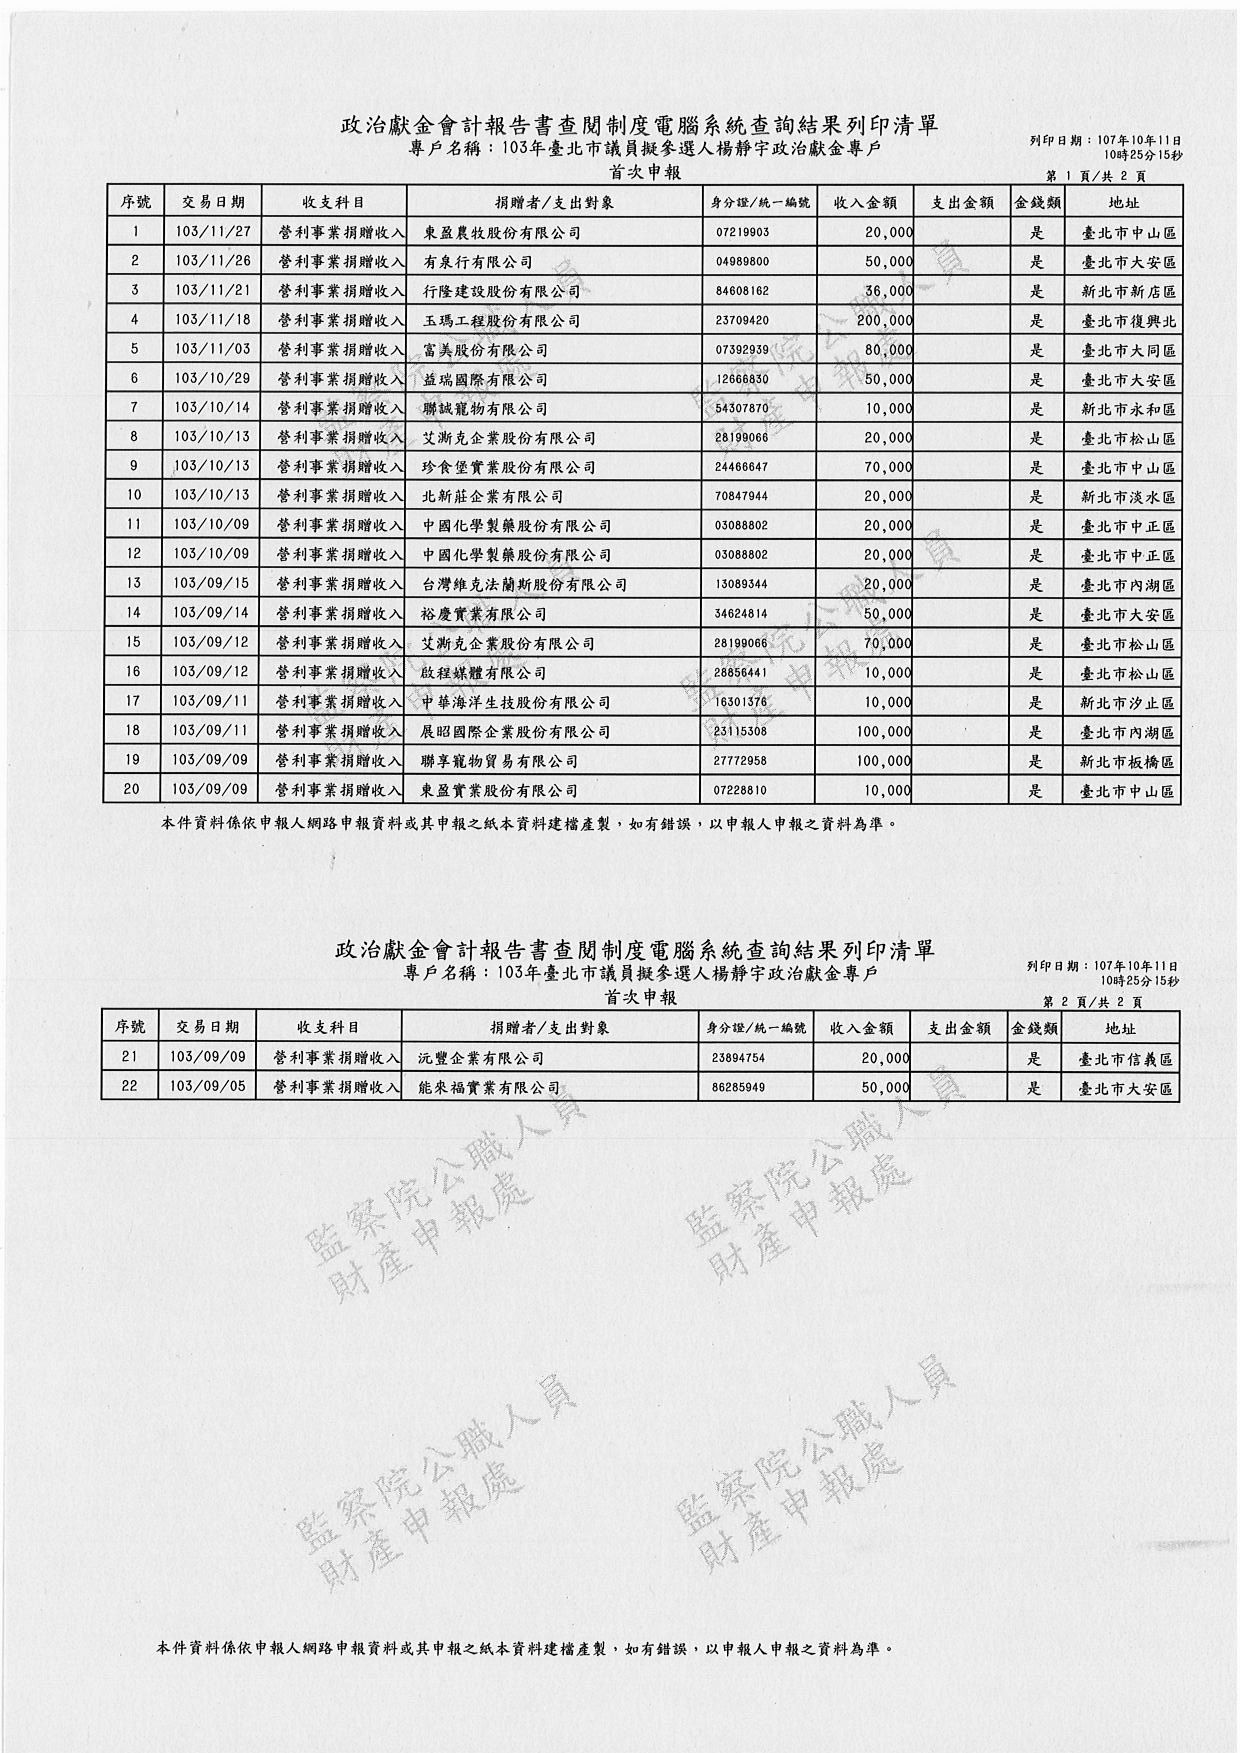 政治獻金會計報告書查閱制度電腦系統查詢結果列印清單
專戶名稱：103年臺北市議員擬參選人楊靜宇政治獻金專戶
列印日期：107年10年11日
10時25分15秒
首次申報
第 1 頁/共 2 頁
序號 交易日期 收支科目 捐贈者/支出對象 身分證/統一編號 收入金額 支出金額 金錢類 地址
1 103/11/27 營利事業捐贈收入 東盈農牧股份有限公司 07219903 20,000 是 臺北市中山區
2 103/11/26 營利事業捐贈收入 有泉行有限公司 04989800 50,000 是 臺北市大安區
3 103/11/21 營利事業捐贈收入 行隆建設股份有限公司 84608162 36,000 是 新北市新店區
4 103/11/18 營利事業捐贈收入 玉瑪工程股份有限公司 23709420 200,000 是 臺北市復興北
5 103/11/03 營利事業捐贈收入 富美股份有限公司 07392939 80,000 是 臺北市大同區
6 103/10/29 營利事業捐贈收入 益瑞國際有限公司 12666830 50,000 是 臺北市大安區
7 103/10/14 營利事業捐贈收入 聯誠寵物有限公司 54307870 10,000 是 新北市永和區
8 103/10/13 營利事業捐贈收入 艾澌克企業股份有限公司 28199066 20,000 是 臺北市松山區
9 103/10/13 營利事業捐贈收入 珍食堡實業股份有限公司 24466647 70,000 是 臺北市中山區
10 103/10/13 營利事業捐贈收入 北新莊企業有限公司 70847944 20,000 是 新北市淡水區
11 103/10/09 營利事業捐贈收入 中國化學製藥股份有限公司 03088802 20,000 是 臺北市中正區
12 103/10/09 營利事業捐贈收入 中國化學製藥股份有限公司 03088802 20,000 是 臺北市中正區
13 103/09/15 營利事業捐贈收入 台灣維克法蘭斯股份有限公司 13089344 20,000 是 臺北市內湖區
14 103/09/14 營利事業捐贈收入 裕慶實業有限公司 34624814 50,000 是 臺北市大安區
15 103/09/12 營利事業捐贈收入 艾澌克企業股份有限公司 28199066 70,000 是 臺北市松山區
16 103/09/12 營利事業捐贈收入 啟程媒體有限公司 28856441 10,000 是 臺北市松山區
17 103/09/11 營利事業捐贈收入 中華海洋生技股份有限公司 16301376 10,000 是 新北市汐止區
18 103/09/11 營利事業捐贈收入 展昭國際企業股份有限公司 23115308 100,000 是 臺北市內湖區
19 103/09/09 營利事業捐贈收入 聯享寵物貿易有限公司 27772958 100,000 是 新北市板橋區
20 103/09/09 營利事業捐贈收入 東盈實業股份有限公司 07228810 10,000 是 臺北市中山區
本件資料係依申報人網路申報資料或其申報之紙本資料建檔產製，如有錯誤，以申報人申報之資料為準。
監察院公職人員
財產申報處
監察院公職人員
財產申報處
監察院公職人員
財產申報處
監察院公職人員
財產申報處
政治獻金會計報告書查閱制度電腦系統查詢結果列印清單
專戶名稱：103年臺北市議員擬參選人楊靜宇政治獻金專戶
列印日期：107年10年11日
10時25分15秒
首次申報
第 2 頁/共 2 頁
序號 交易日期 收支科目 捐贈者/支出對象 身分證/統一編號 收入金額 支出金額 金錢類 地址
21 103/09/09 營利事業捐贈收入 沅豐企業有限公司 23894754 20,000 是 臺北市信義區
22 103/09/05 營利事業捐贈收入 能來福實業有限公司 86285949 50,000 是 臺北市大安區
監察院公職人員
財產申報處
監察院公職人員
財產申報處
監察院公職人員
財產申報處
監察院公職人員
財產申報處
本件資料係依申報人網路申報資料或其申報之紙本資料建檔產製，如有錯誤，以申報人申報之資料為準。